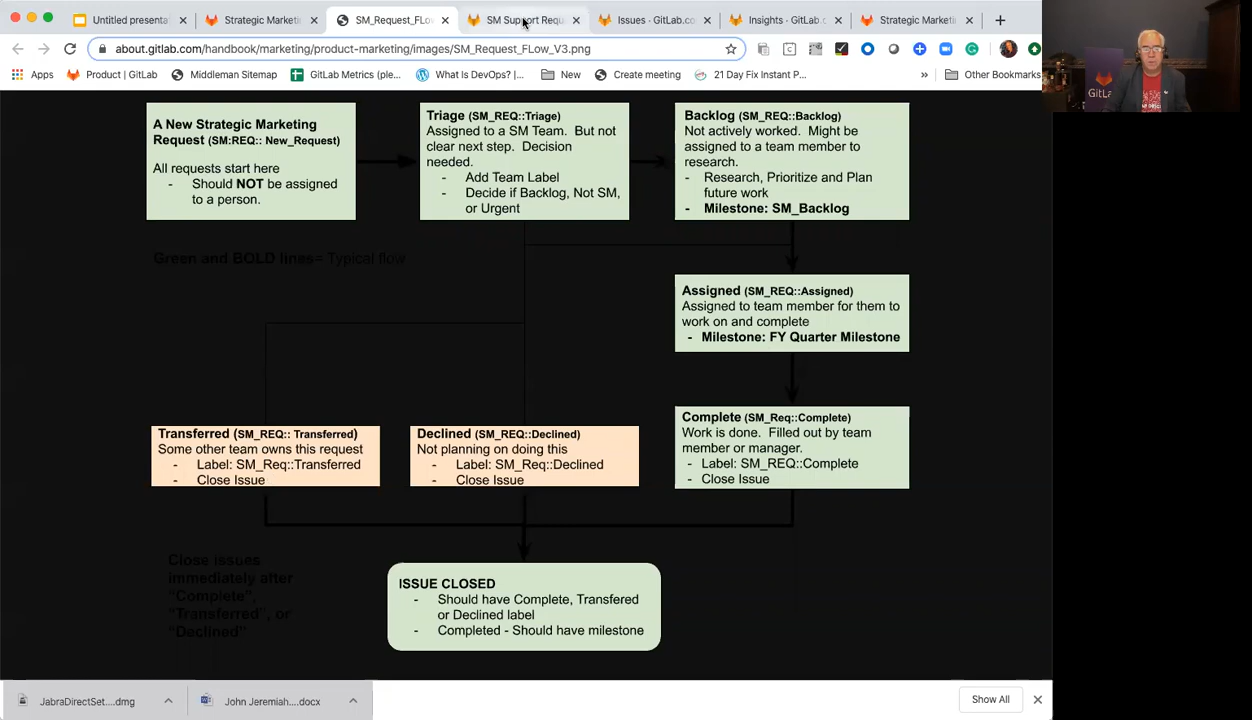 Untitled presenta
Strategic Marketi
SM_Request_FLow
SM Support Requ
Issues · GitLab.co
Insights · GitLab.c
Strategic Marketi
about.gitlab.com/handbook/marketing/product-marketing/images/SM_Request_FLow_V3.png
Apps
Product | GitLab
Middleman Sitemap
GitLab Metrics (ple...
What Is DevOps? |...
New
Create meeting
21 Day Fix Instant P...
»
Other Bookmarks
GitLab
A New Strategic Marketing
Request (SM:REQ:: New_Request)
All requests start here
- Should NOT be assigned
to a person.
Triage (SM_REQ::Triage)
Assigned to a SM Team. But not
clear next step. Decision
needed.
- Add Team Label
- Decide if Backlog, Not SM,
or Urgent
Backlog (SM_REQ::Backlog)
Not actively worked. Might be
assigned to a team member to
research.
- Research, Prioritize and Plan
future work
- Milestone: SM_Backlog
Green and BOLD lines= Typical flow
Assigned (SM_REQ::Assigned)
Assigned to team member for them to
work on and complete
- Milestone: FY Quarter Milestone
Transferred (SM_REQ:: Transferred)
Some other team owns this request
- Label: SM_Req::Transferred
- Close Issue
Declined (SM_REQ::Declined)
Not planning on doing this
- Label: SM_Req::Declined
- Close Issue
Complete (SM_Req::Complete)
Work is done. Filled out by team
member or manager.
- Label: SM_REQ::Complete
- Close Issue
Close issues
immediately after
“Complete”,
“Transferred”, or
“Declined”
ISSUE CLOSED
- Should have Complete, Transfered
or Declined label
- Completed - Should have milestone
JabraDirectSet....dmg
John Jeremiah....docx
Show All